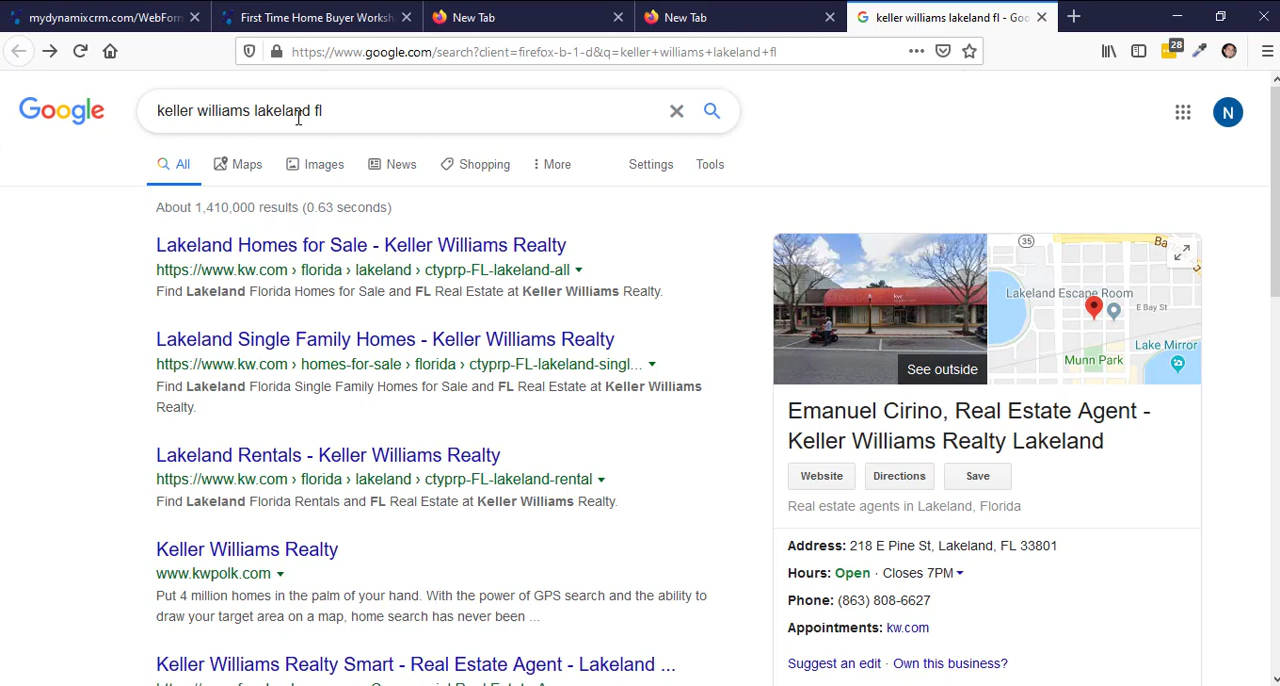 mydynamixcrm.com/WebForm
First Time Home Buyer Worksh
New Tab
New Tab
keller williams lakeland fl - Goo
https://www.google.com/search?client=firefox-b-1-d&q=keller+williams+lakeland+fl
28
Google
keller williams lakeland fl
N
All
Maps
Images
News
Shopping
More
Settings
Tools
About 1,410,000 results (0.63 seconds)
Lakeland Homes for Sale - Keller Williams Realty
https://www.kw.com › florida › lakeland › ctyprp-FL-lakeland-all
Find Lakeland Florida Homes for Sale and FL Real Estate at Keller Williams Realty.
Lakeland Single Family Homes - Keller Williams Realty
https://www.kw.com › homes-for-sale › florida › ctyprp-FL-lakeland-singl...
Find Lakeland Florida Single Family Homes for Sale and FL Real Estate at Keller Williams
Realty.
Lakeland Rentals - Keller Williams Realty
https://www.kw.com › florida › lakeland › ctyprp-FL-lakeland-rental
Find Lakeland Florida Rentals and FL Real Estate at Keller Williams Realty.
Keller Williams Realty
www.kwpolk.com
Put 4 million homes in the palm of your hand. With the power of GPS search and the ability to
draw your target area on a map, home search has never been ...
Keller Williams Realty Smart - Real Estate Agent - Lakeland ...
kw
See outside
35
Ba
Lakeland Escape Room
E Bay St
Lake Mirror
Munn Park
Emanuel Cirino, Real Estate Agent -
Keller Williams Realty Lakeland
Website
Directions
Save
Real estate agents in Lakeland, Florida
Address: 218 E Pine St, Lakeland, FL 33801
Hours: Open · Closes 7PM
Phone: (863) 808-6627
Appointments: kw.com
Suggest an edit · Own this business?